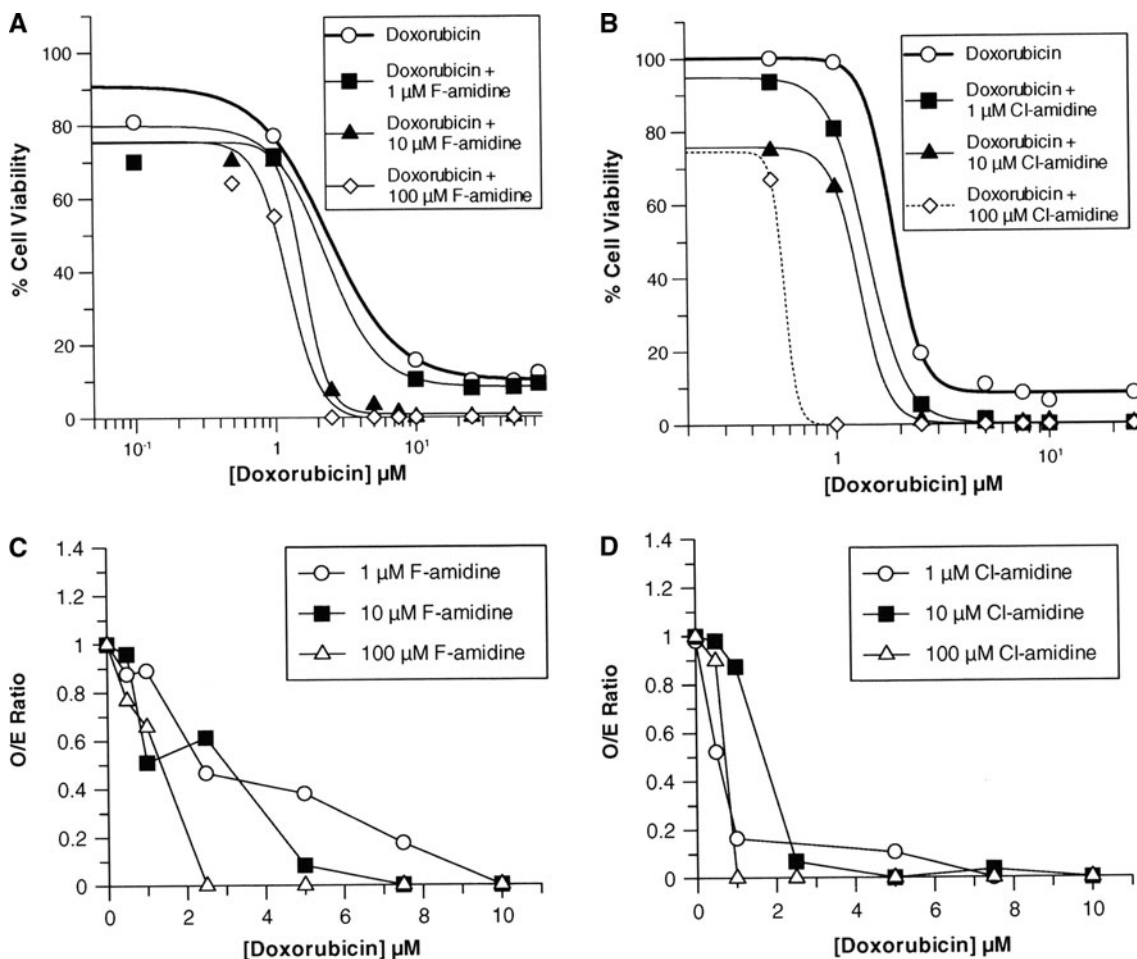 A
100
80
60
40
20
0
% Cell Viability
10⁻¹
1
10¹
[Doxorubicin] µM
Doxorubicin
Doxorubicin +
1 µM F-amidine
Doxorubicin +
10 µM F-amidine
Doxorubicin +
100 µM F-amidine
B
100
80
60
40
20
0
% Cell Viability
1
10¹
[Doxorubicin] µM
Doxorubicin
Doxorubicin +
1 µM Cl-amidine
Doxorubicin +
10 µM Cl-amidine
Doxorubicin +
100 µM Cl-amidine
C
1.4
1.2
1
0.8
0.6
0.4
0.2
0
O/E Ratio
0 2 4 6 8 10
[Doxorubicin] µM
1 µM F-amidine
10 µM F-amidine
100 µM F-amidine
D
1.4
1.2
1
0.8
0.6
0.4
0.2
0
O/E Ratio
0 2 4 6 8 10
[Doxorubicin] µM
1 µM Cl-amidine
10 µM Cl-amidine
100 µM Cl-amidine